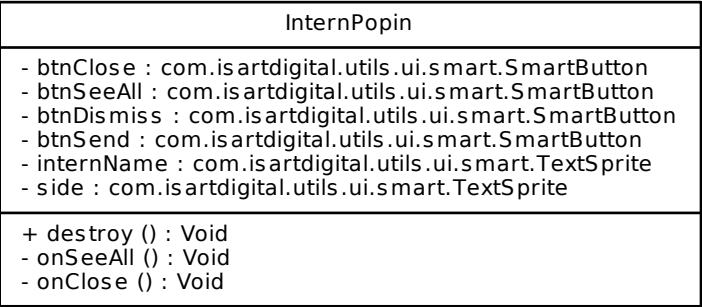 InternPopin
- btnClose : com.isartdigital.utils.ui.smart.SmartButton
- btnSeeAll : com.isartdigital.utils.ui.smart.SmartButton
- btnDismiss : com.isartdigital.utils.ui.smart.SmartButton
- btnSend : com.isartdigital.utils.ui.smart.SmartButton
- internName : com.isartdigital.utils.ui.smart.TextSprite
- side : com.isartdigital.utils.ui.smart.TextSprite
+ destroy () : Void
- onSeeAll () : Void
- onClose () : Void